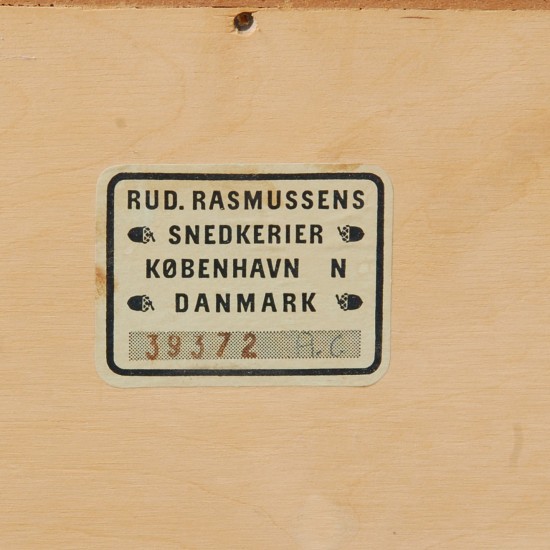 RUD. RASMUSSENS
SNEDKERIER
KØBENHAVN N
DANMARK
39372 A.C